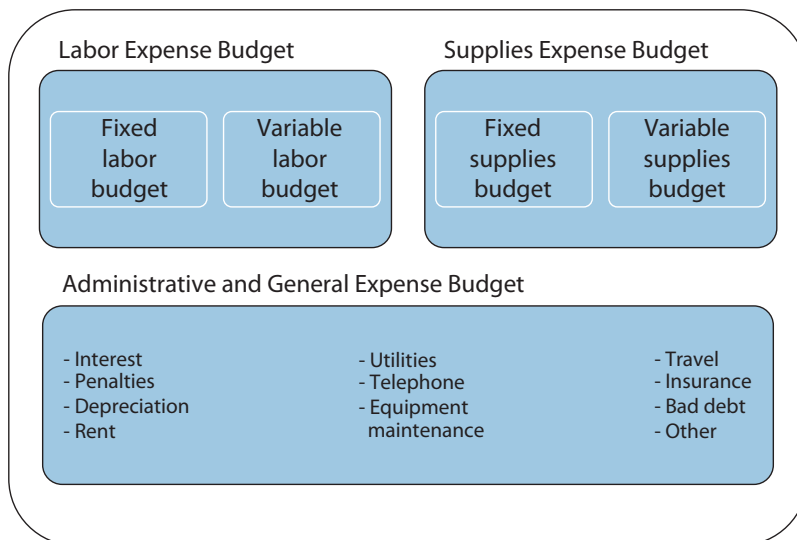 Labor Expense Budget
Fixed
labor
budget
Variable
labor
budget
Supplies Expense Budget
Fixed
supplies
budget
Variable
supplies
budget
Administrative and General Expense Budget
- Interest
- Penalties
- Depreciation
- Rent
- Utilities
- Telephone
- Equipment
maintenance
- Travel
- Insurance
- Bad debt
- Other